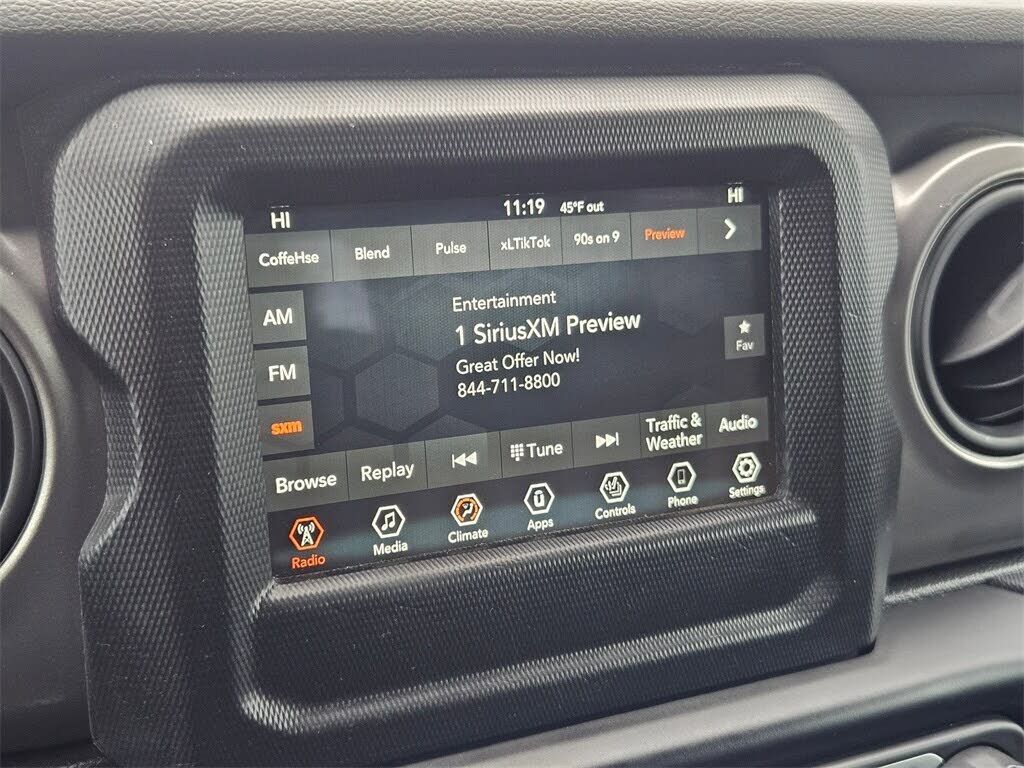 HI 11:19 45°F out HI
CoffeHse Blend Pulse xLTikTok 90s on 9 Preview
AM
FM
sxm
Entertainment
1 SiriusXM Preview
Great Offer Now!
844-711-8800
Fav
Browse Replay Tune Traffic & Weather Audio
Radio Media Climate Apps Controls Phone Settings